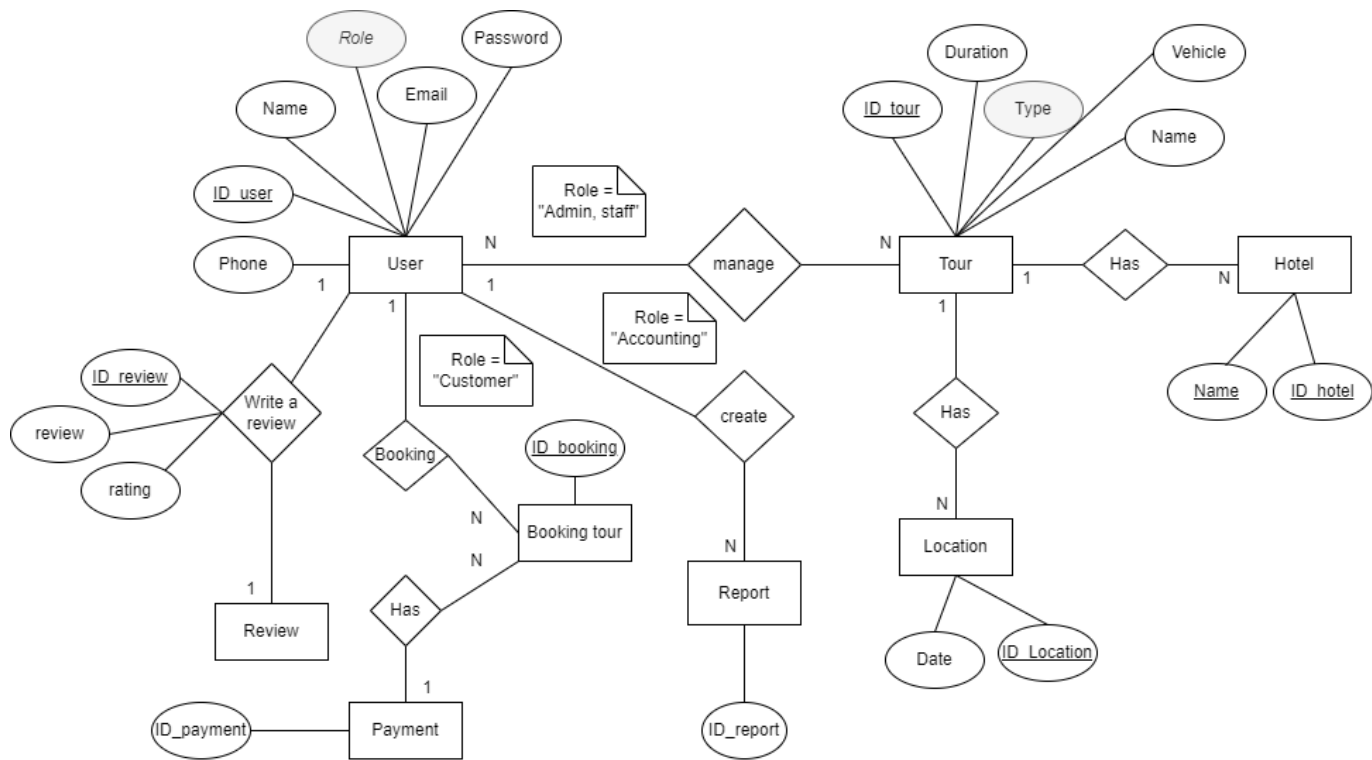 Role
Password
Duration
Vehicle
Name
Email
ID_tour
Type
Name
ID_user
Role =
"Admin, staff"
Phone
User
N
manage
N
Tour
Has
Hotel
1
1
1
1
1
N
Role =
"Accounting"
Role =
"Customer"
ID_review
Write a
review
create
Has
Name
ID_hotel
review
Booking
ID_booking
rating
N
Booking tour
N
N
N
Location
1
Has
Report
Review
Date
ID_Location
1
ID_payment
Payment
ID_report